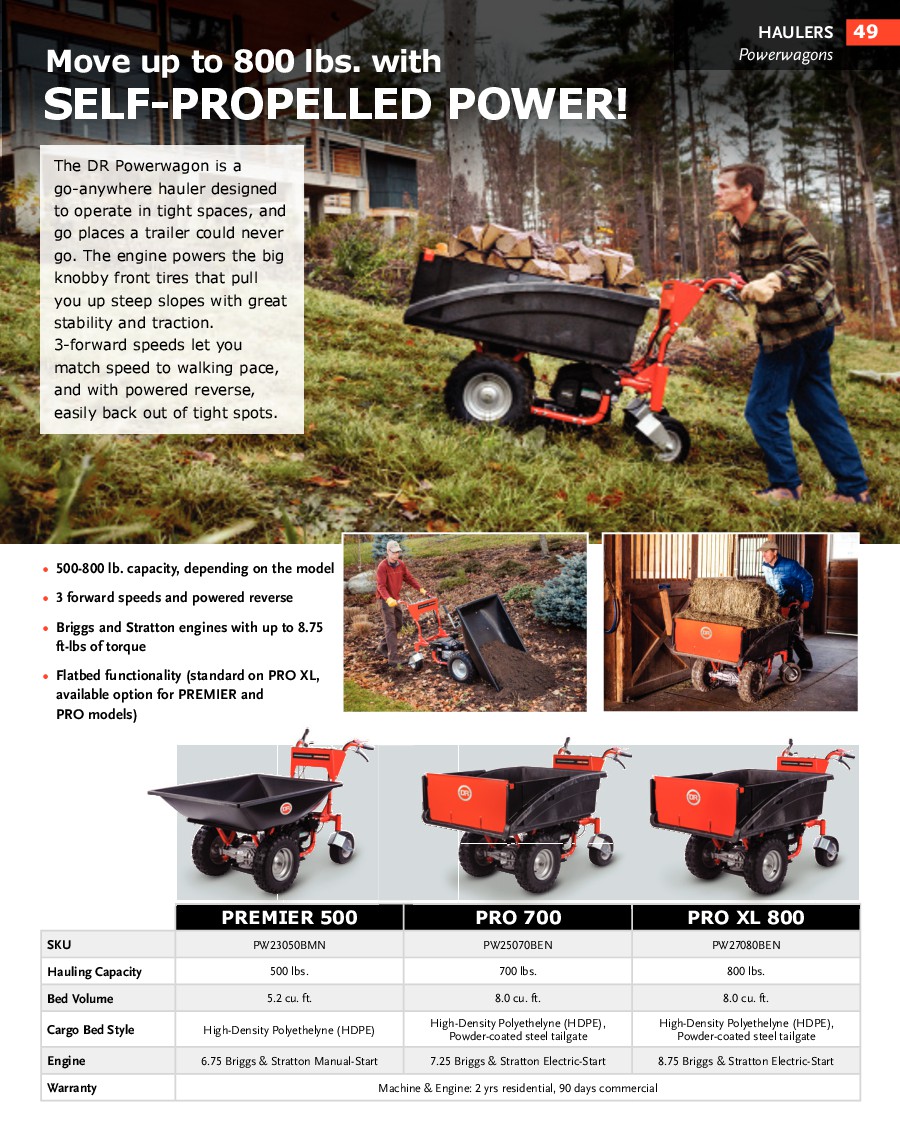 HAULERS 49
Powerwagons
Move up to 800 lbs. with
SELF-PROPELLED POWER!
The DR Powerwagon is a
go-anywhere hauler designed
to operate in tight spaces, and
go places a trailer could never
go. The engine powers the big
knobby front tires that pull
you up steep slopes with great
stability and traction.
3-forward speeds let you
match speed to walking pace,
and with powered reverse,
easily back out of tight spots.
• 500-800 lb. capacity, depending on the model
• 3 forward speeds and powered reverse
• Briggs and Stratton engines with up to 8.75
ft-lbs of torque
• Flatbed functionality (standard on PRO XL,
available option for PREMIER and
PRO models)
DR
DR
DR
DR
PREMIER 500 PRO 700 PRO XL 800
SKU PW23050BMN PW25070BEN PW27080BEN
Hauling Capacity 500 lbs. 700 lbs. 800 lbs.
Bed Volume 5.2 cu. ft. 8.0 cu. ft. 8.0 cu. ft.
Cargo Bed Style High-Density Polyethelyne (HDPE) High-Density Polyethelyne (HDPE), Powder-coated steel tailgate High-Density Polyethelyne (HDPE), Powder-coated steel tailgate
Engine 6.75 Briggs & Stratton Manual-Start 7.25 Briggs & Stratton Electric-Start 8.75 Briggs & Stratton Electric-Start
Warranty Machine & Engine: 2 yrs residential, 90 days commercial